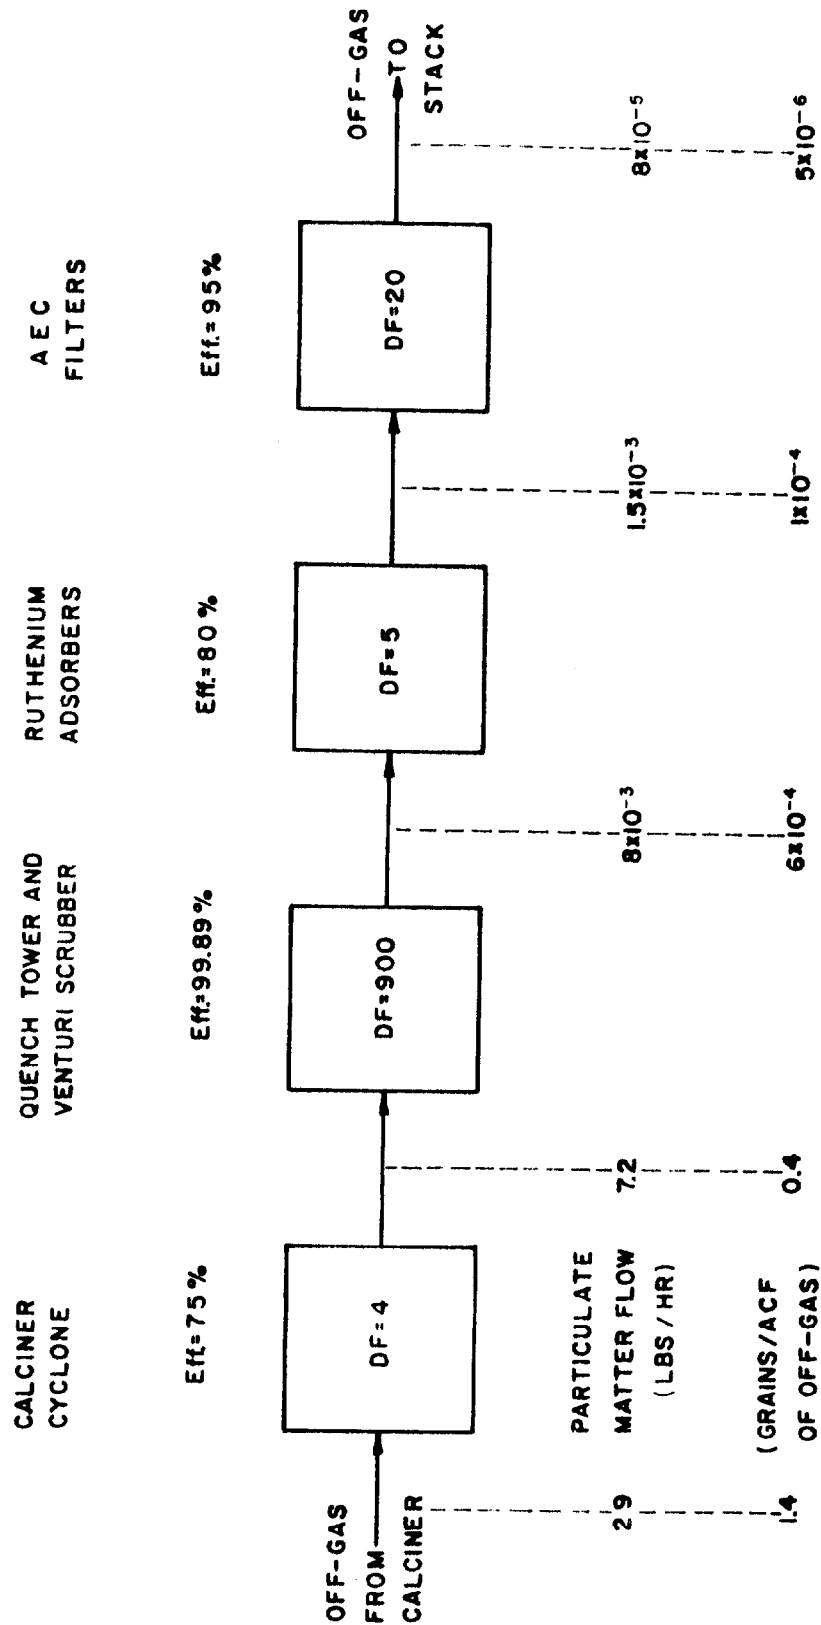 CALCINER
CYCLONE
QUENCH TOWER AND
VENTURI SCRUBBER
RUTHENIUM
ADSORBERS
AEC
FILTERS
Eff.=75%
Eff.=99.89%
Eff.=80%
Eff.=95%
OFF-GAS
FROM
CALCINER
DF=4
DF=900
DF=5
DF=20
OFF-GAS
TO
STACK
PARTICULATE
MATTER FLOW
(LBS/HR)
29
7.2
8x10⁻³
1.5x10⁻³
8x10⁻⁵
(GRAINS/ACF
OF OFF-GAS)
1.4
0.4
6x10⁻⁴
1x10⁻⁴
5x10⁻⁶